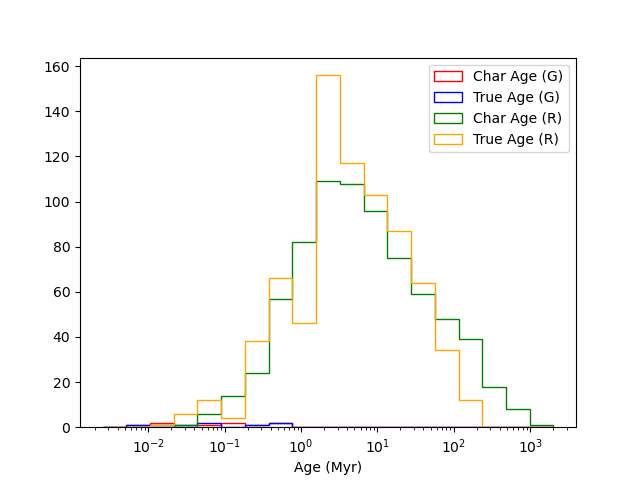 160
140
120
100
80
60
40
20
0
10⁻² 10⁻¹ 10⁰ 10¹ 10² 10³
Age (Myr)
Char Age (G)
True Age (G)
Char Age (R)
True Age (R)